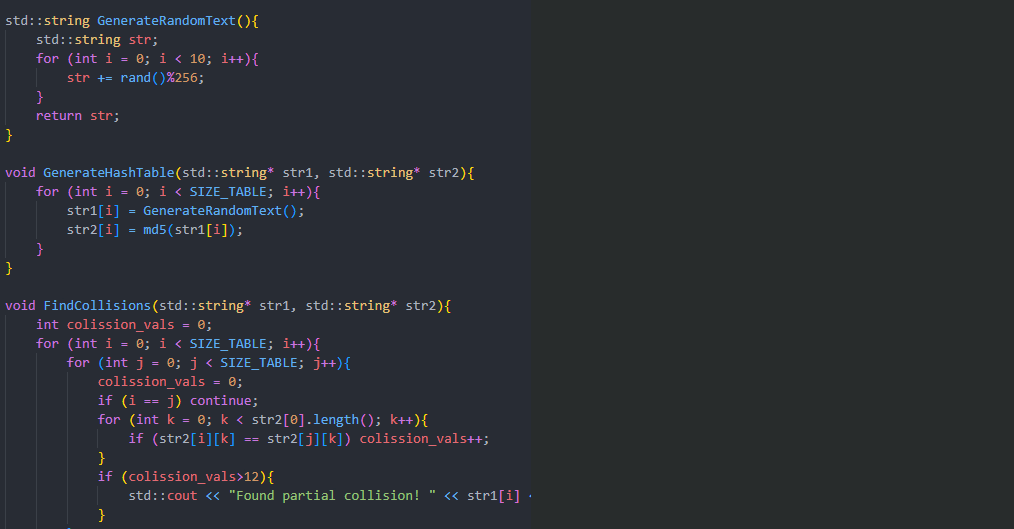 std::string GenerateRandomText(){
    std::string str;
    for (int i = 0; i < 10; i++){
        str += rand()%256;
    }
    return str;
}
void GenerateHashTable(std::string* str1, std::string* str2){
    for (int i = 0; i < SIZE_TABLE; i++){
        str1[i] = GenerateRandomText();
        str2[i] = md5(str1[i]);
    }
}
void FindCollisions(std::string* str1, std::string* str2){
    int colission_vals = 0;
    for (int i = 0; i < SIZE_TABLE; i++){
        for (int j = 0; j < SIZE_TABLE; j++){
            colission_vals = 0;
            if (i == j) continue;
            for (int k = 0; k < str2[0].length(); k++){
                if (str2[i][k] == str2[j][k]) colission_vals++;
            }
            if (colission_vals>12){
                std::cout << "Found partial collision! " << str1[i]
            }